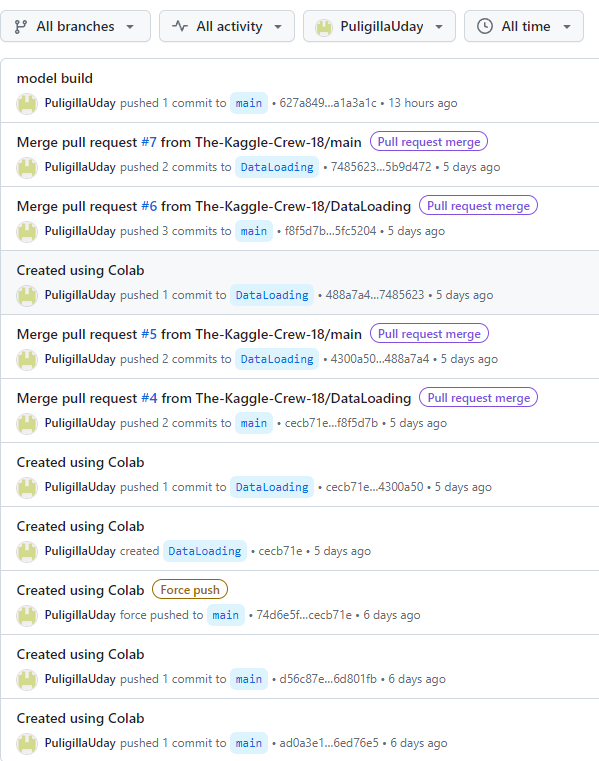 All branches All activity PuligillaUday All time
model build
PuligillaUday pushed 1 commit to main • 627a849...a1a3a1c • 13 hours ago
Merge pull request #7 from The-Kaggle-Crew-18/main Pull request merge
PuligillaUday pushed 2 commits to DataLoading • 7485623...5b9d472 • 5 days ago
Merge pull request #6 from The-Kaggle-Crew-18/DataLoading Pull request merge
PuligillaUday pushed 3 commits to main • f8f5d7b...5fc5204 • 5 days ago
Created using Colab
PuligillaUday pushed 1 commit to DataLoading • 488a7a4...7485623 • 5 days ago
Merge pull request #5 from The-Kaggle-Crew-18/main Pull request merge
PuligillaUday pushed 2 commits to DataLoading • 4300a50...488a7a4 • 5 days ago
Merge pull request #4 from The-Kaggle-Crew-18/DataLoading Pull request merge
PuligillaUday pushed 2 commits to main • cecb71e...f8f5d7b • 5 days ago
Created using Colab
PuligillaUday pushed 1 commit to DataLoading • cecb71e...4300a50 • 5 days ago
Created using Colab
PuligillaUday created DataLoading • cecb71e • 5 days ago
Created using Colab Force push
PuligillaUday force pushed to main • 74d6e5f...cecb71e • 6 days ago
Created using Colab
PuligillaUday pushed 1 commit to main • d56c87e...6d801fb • 6 days ago
Created using Colab
PuligillaUday pushed 1 commit to main • ad0a3e1...6ed76e5 • 6 days ago